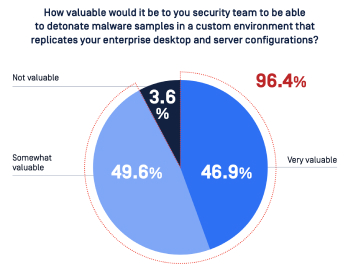 How valuable would it be to you security team to be able
to detonate malware samples in a custom environment that
replicates your enterprise desktop and server configurations?
96.4%
Not valuable
3.6
%
Somewhat
valuable
49.6%
46.9%
Very valuable